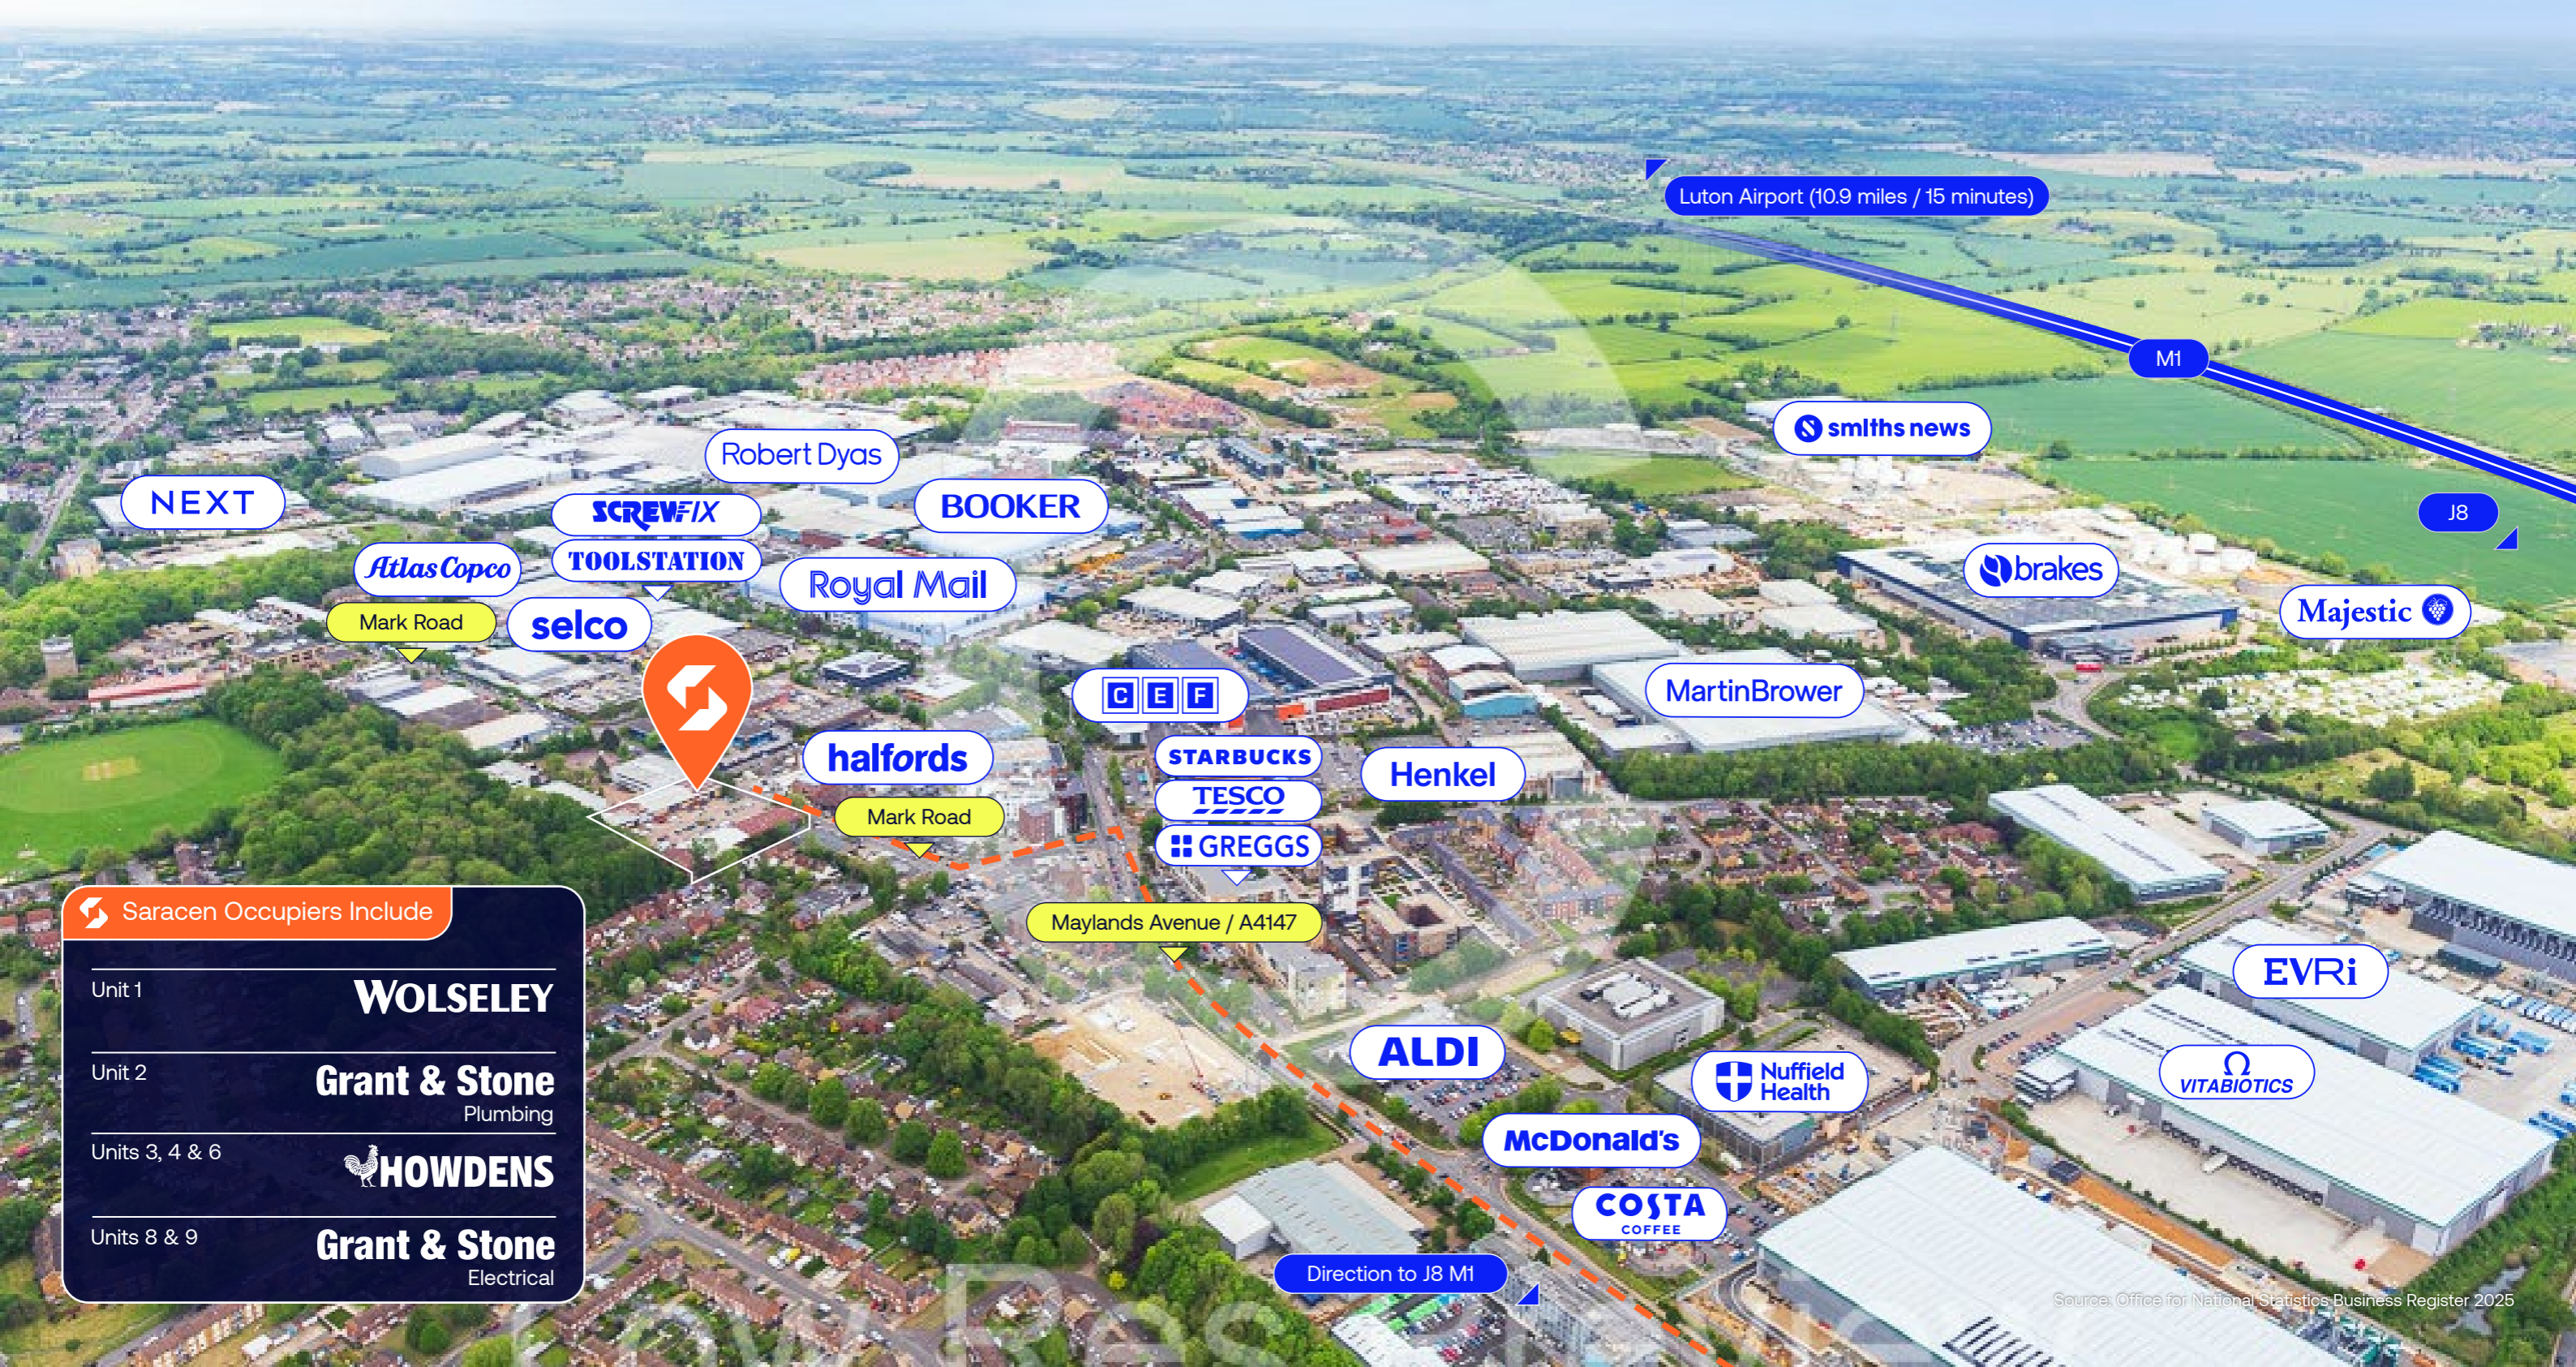 Luton Airport (10.9 miles / 15 minutes)
M1
smiths news
Robert Dyas
NEXT
SCREWFIX
BOOKER
J8
TOOLSTATION
Atlas Copco
brakes
Royal Mail
Majestic
Mark Road
selco
MartinBrower
CEF
halfords
STARBUCKS
Henkel
TESCO
Mark Road
GREGGS
Maylands Avenue / A4147
Saracen Occupiers Include
Unit 1
WOLSELEY
Unit 2
Grant & Stone
Plumbing
Units 3, 4 & 6
HOWDENS
Units 8 & 9
Grant & Stone
Electrical
EVRi
ALDI
Nuffield
Health
VITABIOTICS
McDonald's
COSTA
COFFEE
Direction to J8 M1
Source: Office for National Statistics Business Register 2025
Low Res